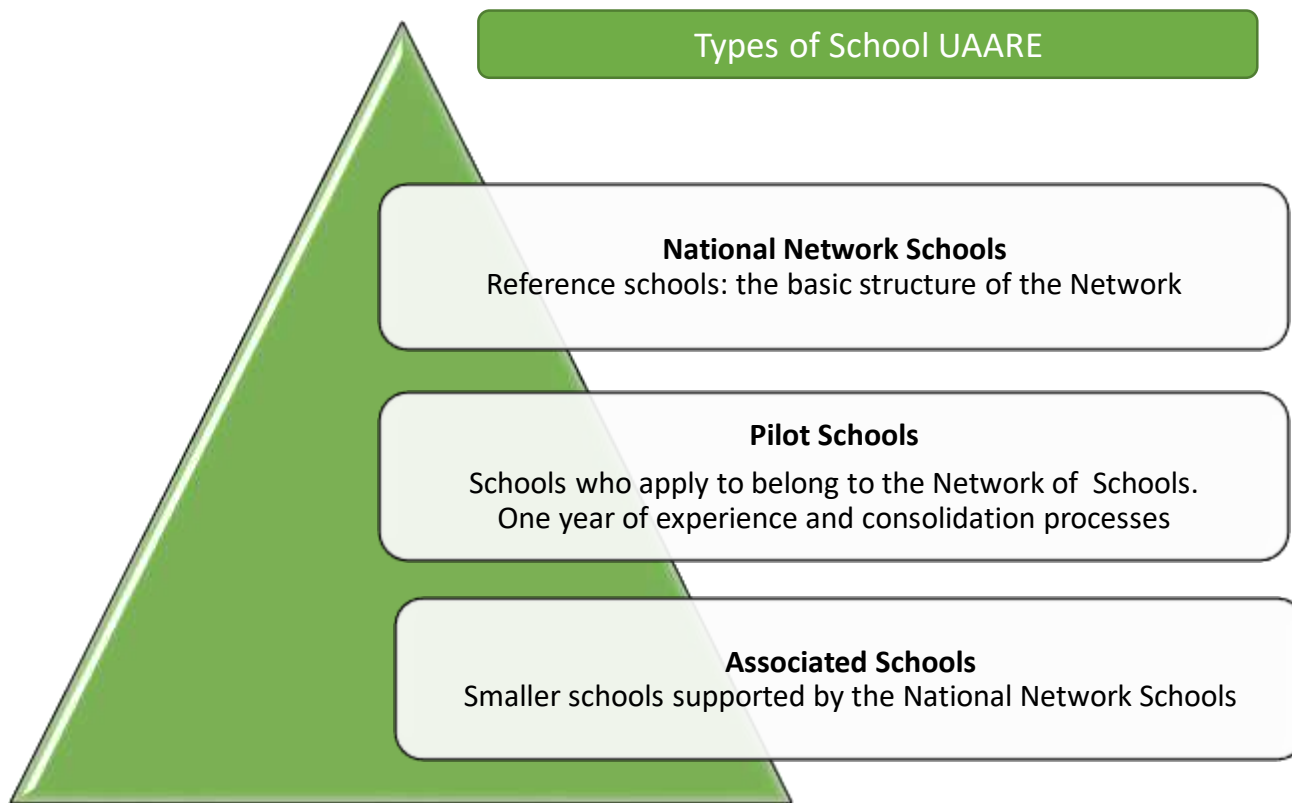 Types of School UAARE
National Network Schools
Reference schools: the basic structure of the Network
Pilot Schools
Schools who apply to belong to the Network of Schools.
One year of experience and consolidation processes
Associated Schools
Smaller schools supported by the National Network Schools